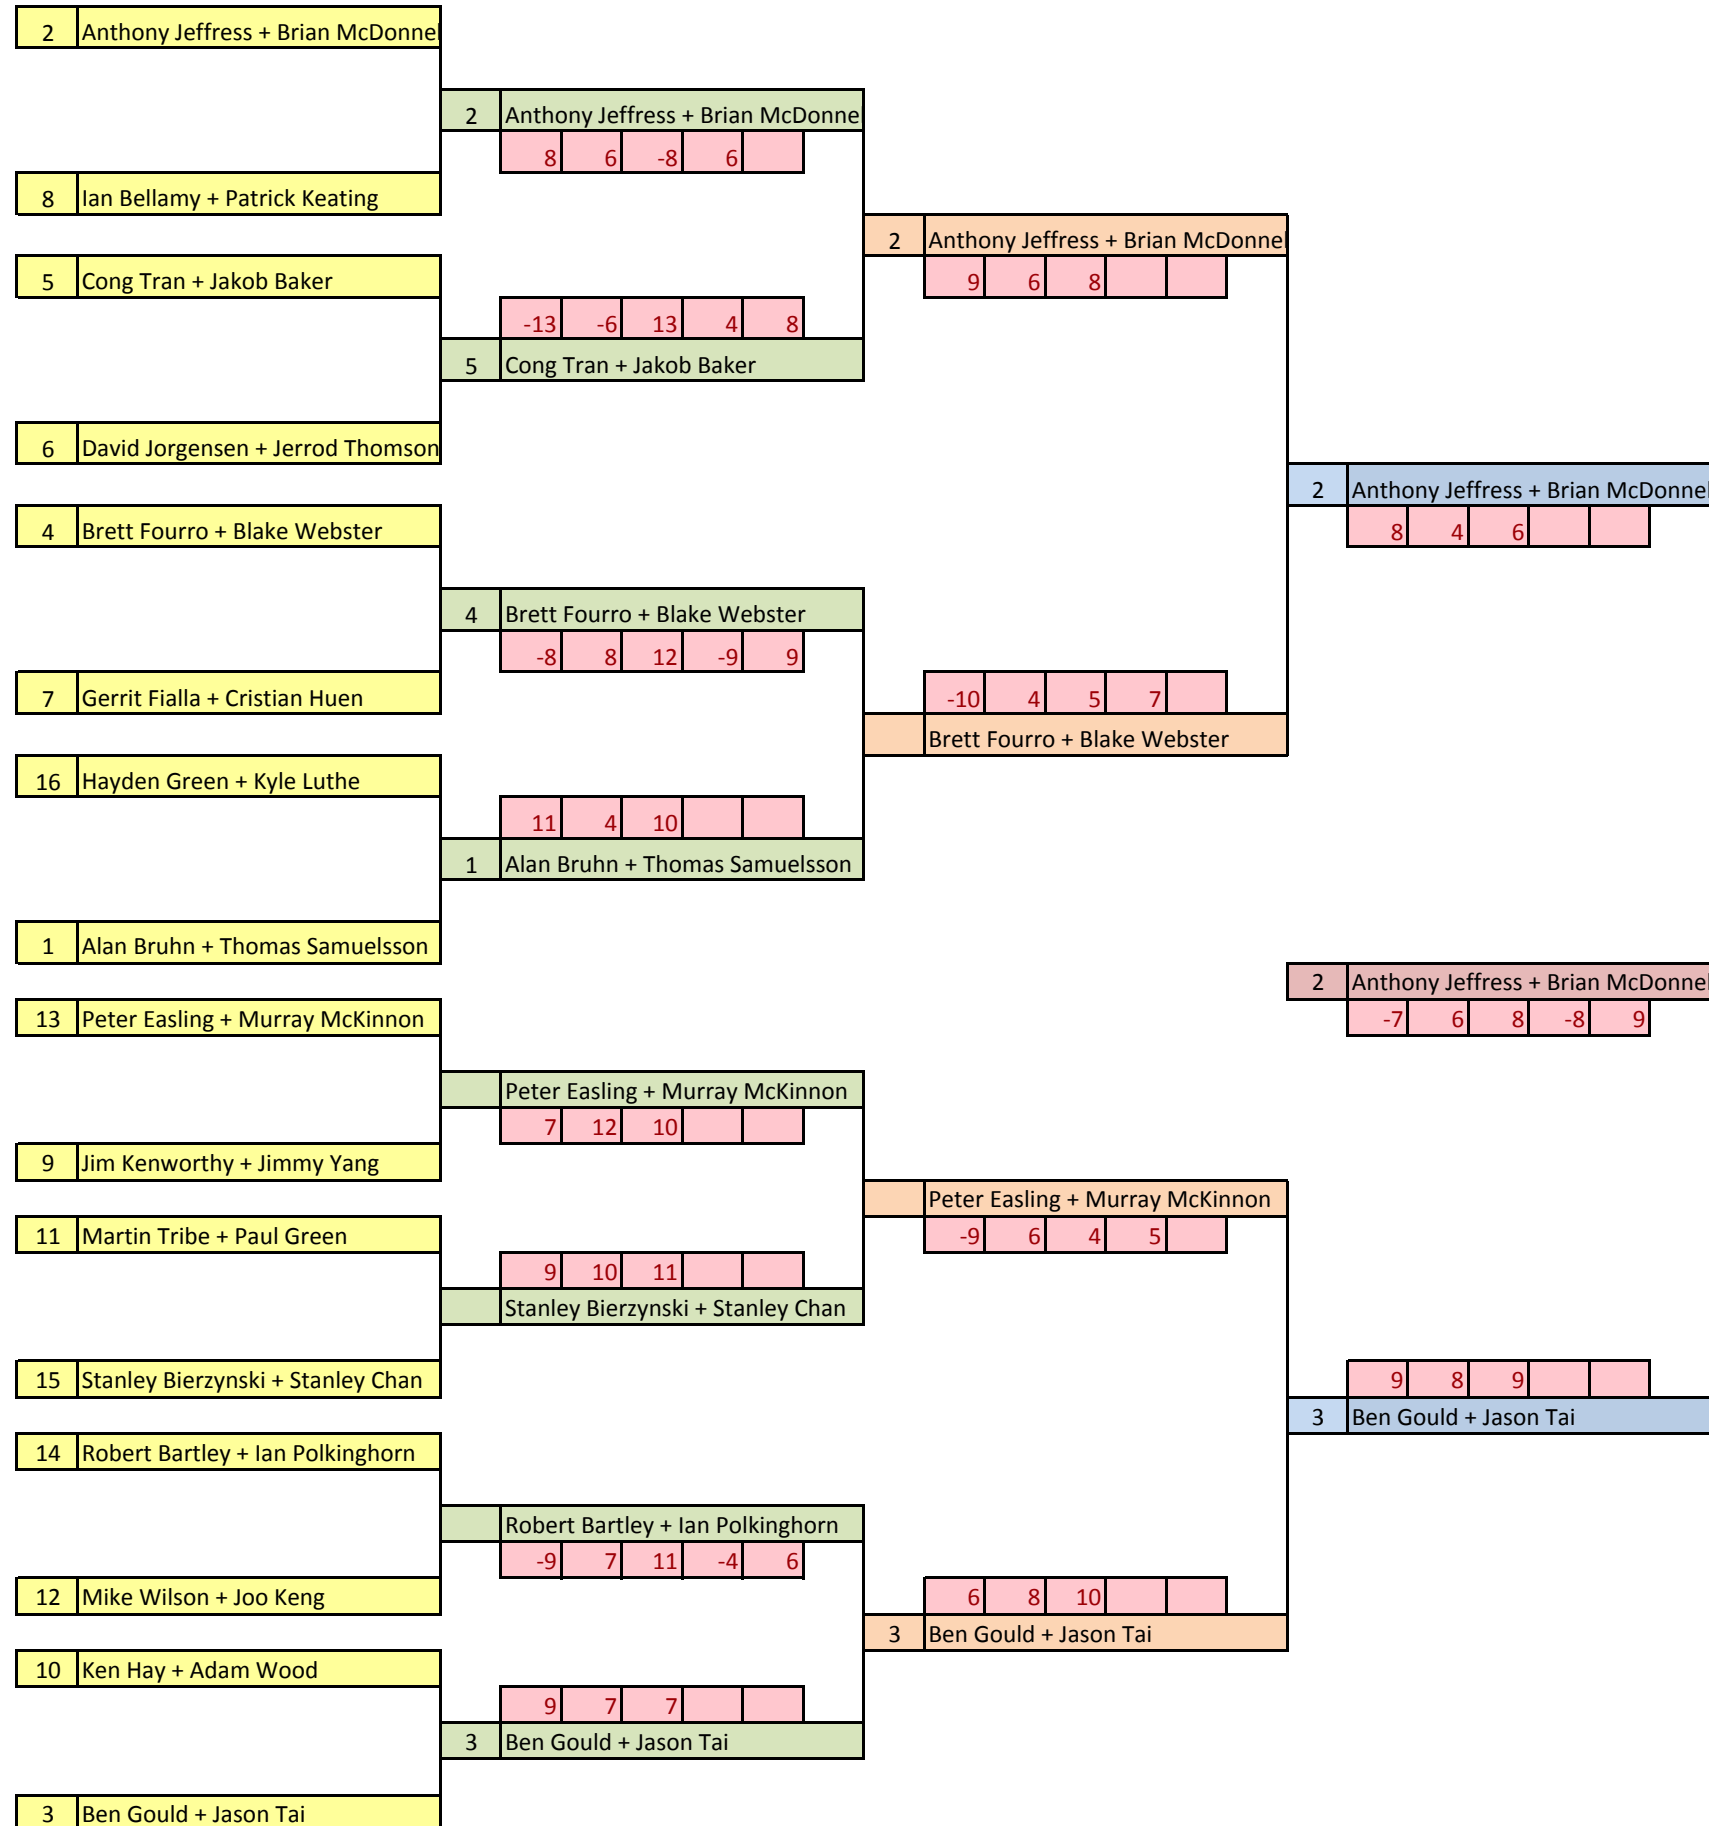 2 Anthony Jeffress + Brian McDonnel
2 Anthony Jeffress + Brian McDonnel
8 6 -8 6
8 Ian Bellamy + Patrick Keating
2 Anthony Jeffress + Brian McDonnel
5 Cong Tran + Jakob Baker
9 6 8
-13 -6 13 4 8
5 Cong Tran + Jakob Baker
6 David Jorgensen + Jerrod Thomson
2 Anthony Jeffress + Brian McDonnel
4 Brett Fourro + Blake Webster
8 4 6
4 Brett Fourro + Blake Webster
-8 8 12 -9 9
7 Gerrit Fialla + Cristian Huen
-10 4 5 7
Brett Fourro + Blake Webster
16 Hayden Green + Kyle Luthe
11 4 10
1 Alan Bruhn + Thomas Samuelsson
1 Alan Bruhn + Thomas Samuelsson
2 Anthony Jeffress + Brian McDonnel
13 Peter Easling + Murray McKinnon
-7 6 8 -8 9
Peter Easling + Murray McKinnon
7 12 10
9 Jim Kenworthy + Jimmy Yang
Peter Easling + Murray McKinnon
11 Martin Tribe + Paul Green
-9 6 4 5
9 10 11
Stanley Bierzynski + Stanley Chan
15 Stanley Bierzynski + Stanley Chan
9 8 9
3 Ben Gould + Jason Tai
14 Robert Bartley + Ian Polkinghorn
Robert Bartley + Ian Polkinghorn
-9 7 11 -4 6
12 Mike Wilson + Joo Keng
6 8 10
3 Ben Gould + Jason Tai
10 Ken Hay + Adam Wood
9 7 7
3 Ben Gould + Jason Tai
3 Ben Gould + Jason Tai